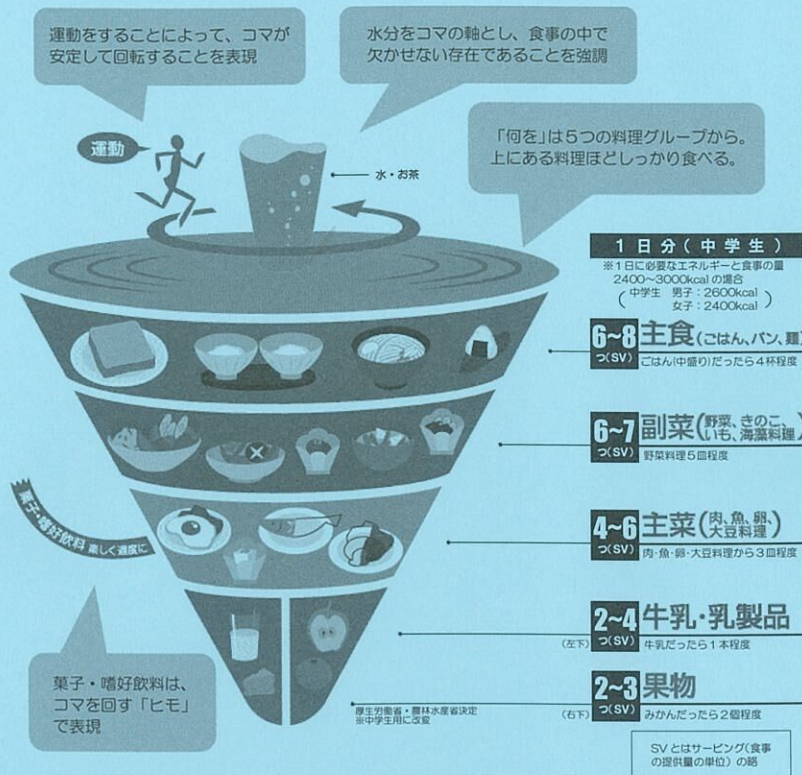 運動をすることによって、コマが
安定して回転することを表現
水分をコマの軸とし、食事の中で
欠かせない存在であることを強調
「何を」は５つの料理グループから。
上にある料理ほどしっかり食べる。
運動
水・お茶
1日分(中学生)
※１日に必要なエネルギーと食事の量
2400~3000kcal の場合
(中学生 男子：2600kcal
女子：2400kcal)
6~8 つ(SV) 主食(ごはん、パン、麺)
ごはん(中盛り)だったら４杯程度
6~7 つ(SV) 副菜(野菜、きのこ、
いも、海藻料理)
野菜料理５皿程度
4~6 つ(SV) 主菜(肉、魚、卵、
大豆料理)
肉・魚・卵・大豆料理から３皿程度
菓子・嗜好飲料 楽しく適度に
2~4 つ(SV) 牛乳・乳製品
(左下) 牛乳だったら１本程度
2~3 つ(SV) 果物
(右下) みかんだったら２個程度
菓子・嗜好飲料は、
コマを回す「ヒモ」
で表現
厚生労働省・農林水産省決定
※中学生用に改変
SV とはサービング(食事
の提供量の単位) の略